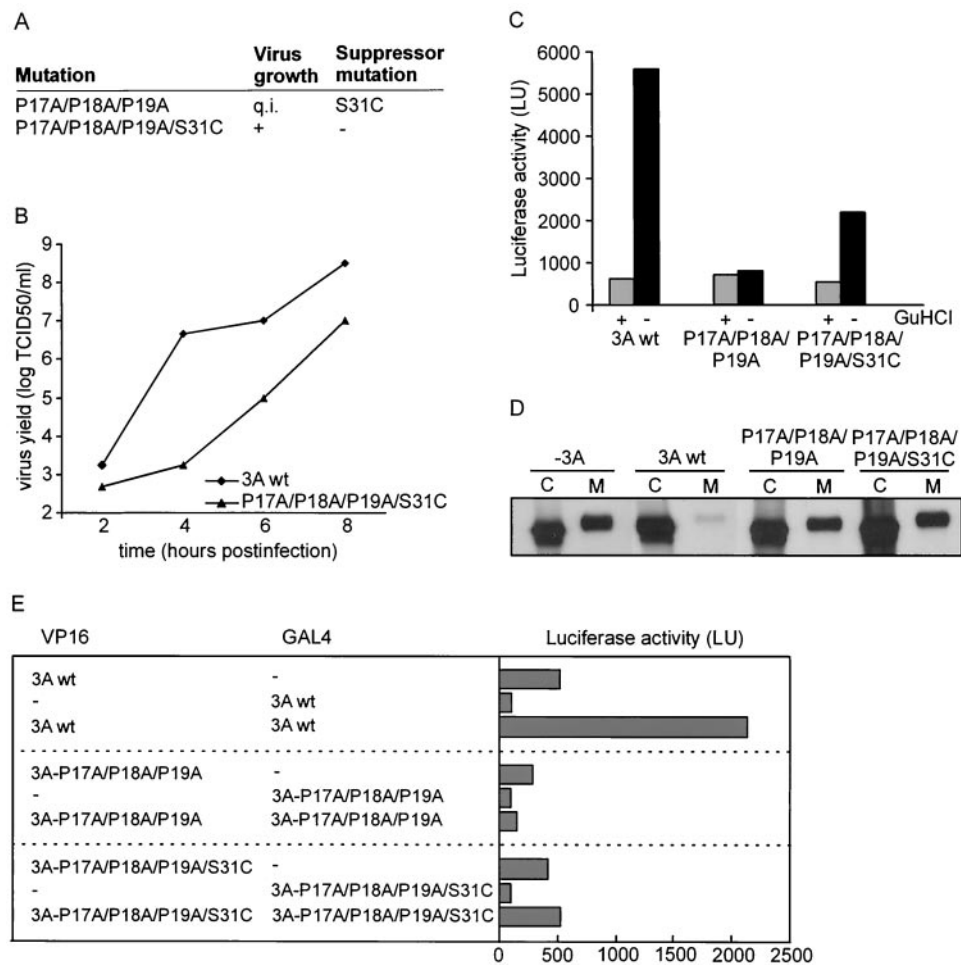 A
Mutation Virus growth Suppressor mutation
P17A/P18A/P19A q.i. S31C
P17A/P18A/P19A/S31C + -
B
virus yield (log TCID50/ml)
9
8
7
6
5
4
3
2
2 4 6 8
time (hours postinfection)
3A wt
P17A/P18A/P19A/S31C
C
Luciferase activity (LU)
6000
5000
4000
3000
2000
1000
0
+ - + - + - GuHCl
3A wt P17A/P18A/ P17A/P18A/
P19A P19A/S31C
D
P17A/P18A/ P17A/P18A/
-3A 3A wt P19A P19A/S31C
C M C M C M C M
E
VP16 GAL4 Luciferase activity (LU)
3A wt -
- 3A wt
3A wt 3A wt
3A-P17A/P18A/P19A -
- 3A-P17A/P18A/P19A
3A-P17A/P18A/P19A 3A-P17A/P18A/P19A
3A-P17A/P18A/P19A/S31C -
- 3A-P17A/P18A/P19A/S31C
3A-P17A/P18A/P19A/S31C 3A-P17A/P18A/P19A/S31C
0 500 1000 1500 2000 2500